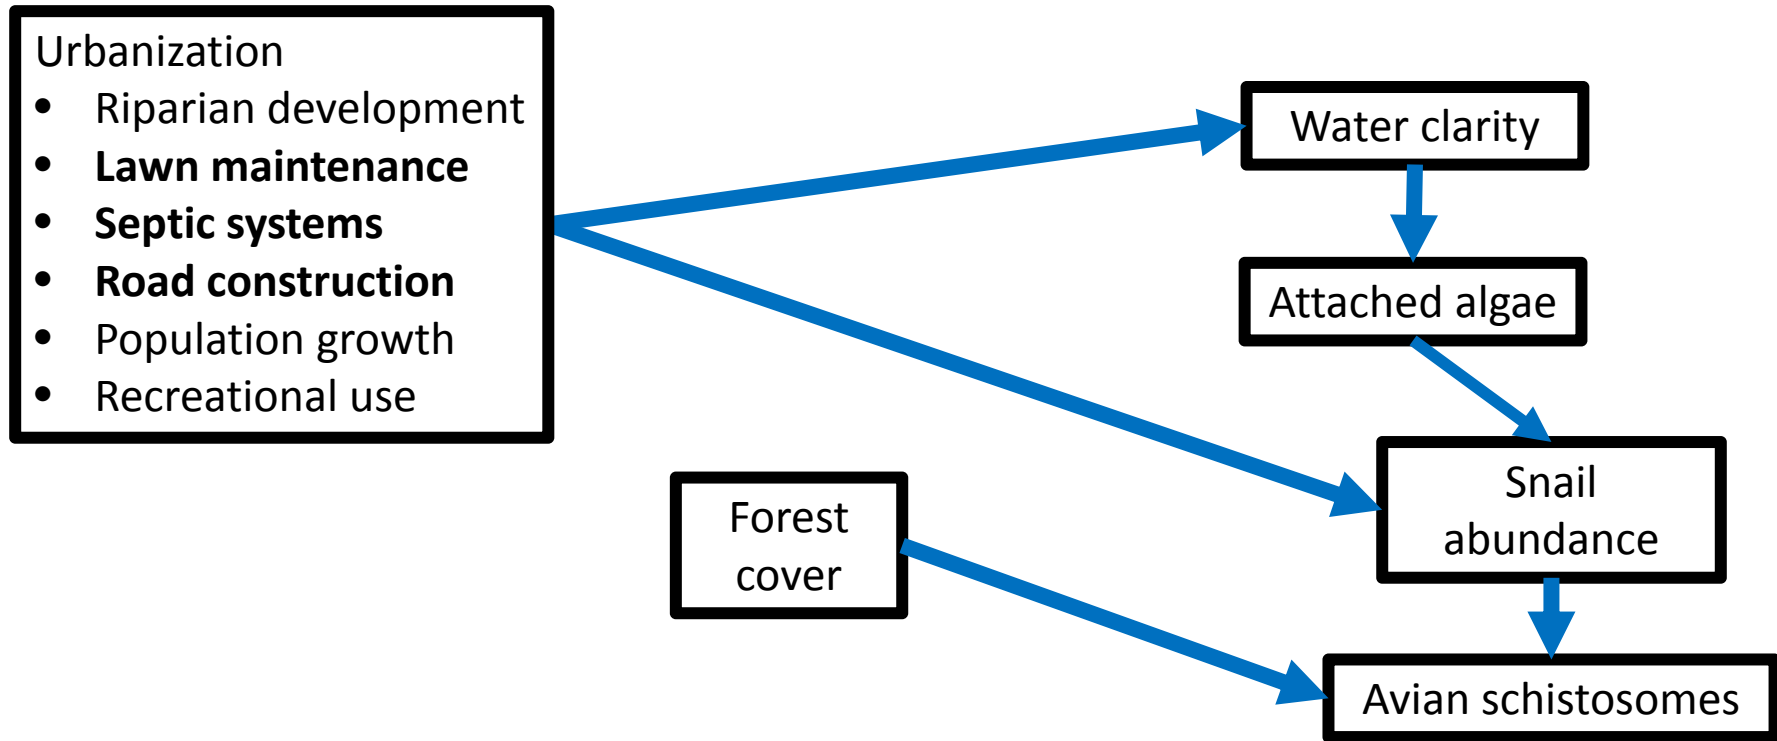 Urbanization
• Riparian development
• Lawn maintenance
• Septic systems
• Road construction
• Population growth
• Recreational use
Water clarity
Attached algae
Snail
abundance
Forest
cover
Avian schistosomes